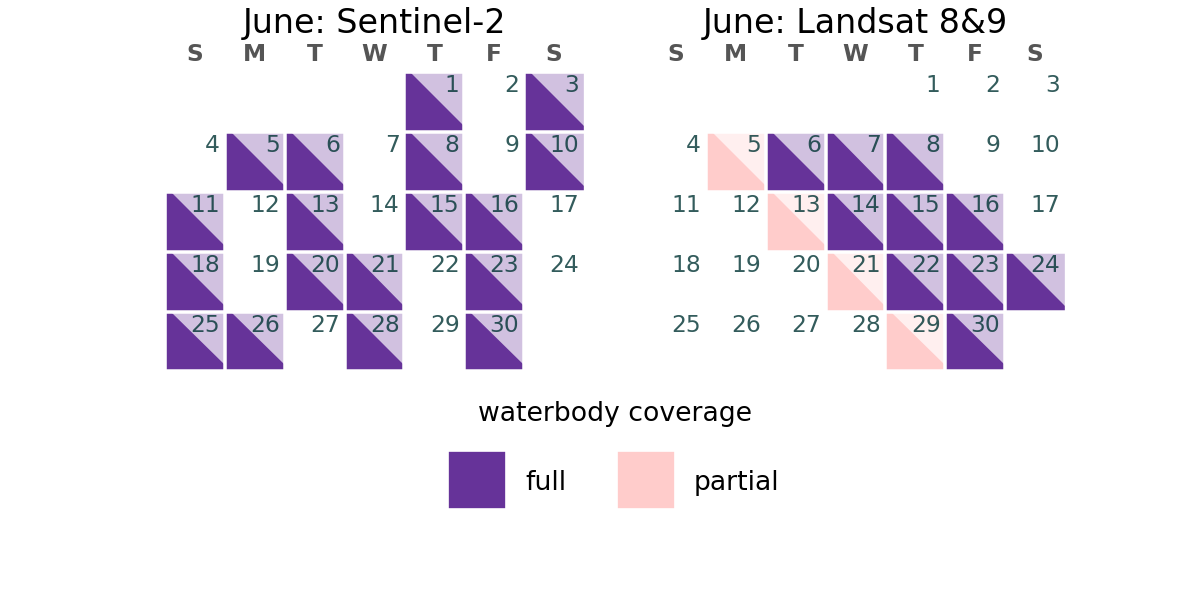 June: Sentinel-2
S M T W T F S
1 2 3
4 5 6 7 8 9 10
11 12 13 14 15 16 17
18 19 20 21 22 23 24
25 26 27 28 29 30
June: Landsat 8&9
S M T W T F S
1 2 3
4 5 6 7 8 9 10
11 12 13 14 15 16 17
18 19 20 21 22 23 24
25 26 27 28 29 30
waterbody coverage
full partial